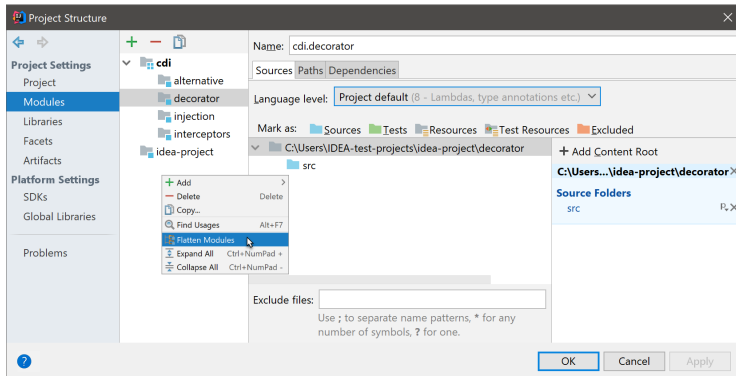 Project Structure
Project Settings
Project
Modules
Libraries
Facets
Artifacts
Platform Settings
SDKs
Global Libraries
Problems
cdi
alternative
decorator
injection
interceptors
idea-project
Add
Delete Delete
Copy...
Find Usages Alt+F7
Flatten Modules
Expand All Ctrl+NumPad +
Collapse All Ctrl+NumPad -
Name: cdi.decorator
Sources Paths Dependencies
Language level: Project default (8 - Lambdas, type annotations etc.)
Mark as: Sources Tests Resources Test Resources Excluded
C:\Users\IDEA-test-projects\idea-project\decorator
src
+ Add Content Root
C:\Users...\idea-project\decorator
Source Folders
src
Exclude files:
Use ; to separate name patterns, * for any
number of symbols, ? for one.
?
OK Cancel Apply